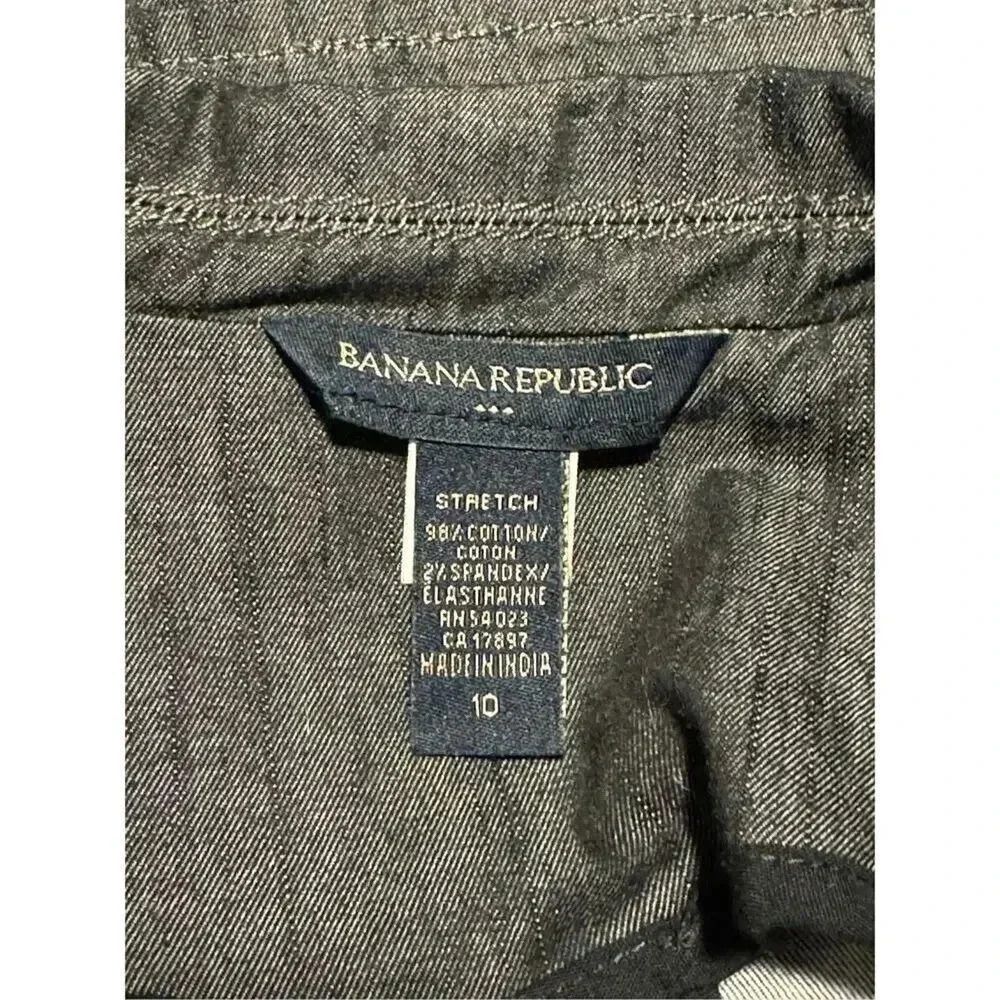 BANANA REPUBLIC
STRETCH
98% COTTON/
COTON
2% SPANDEX/
ÉLASTHANNE
RN 54023
CA 17897
MADE IN INDIA
10